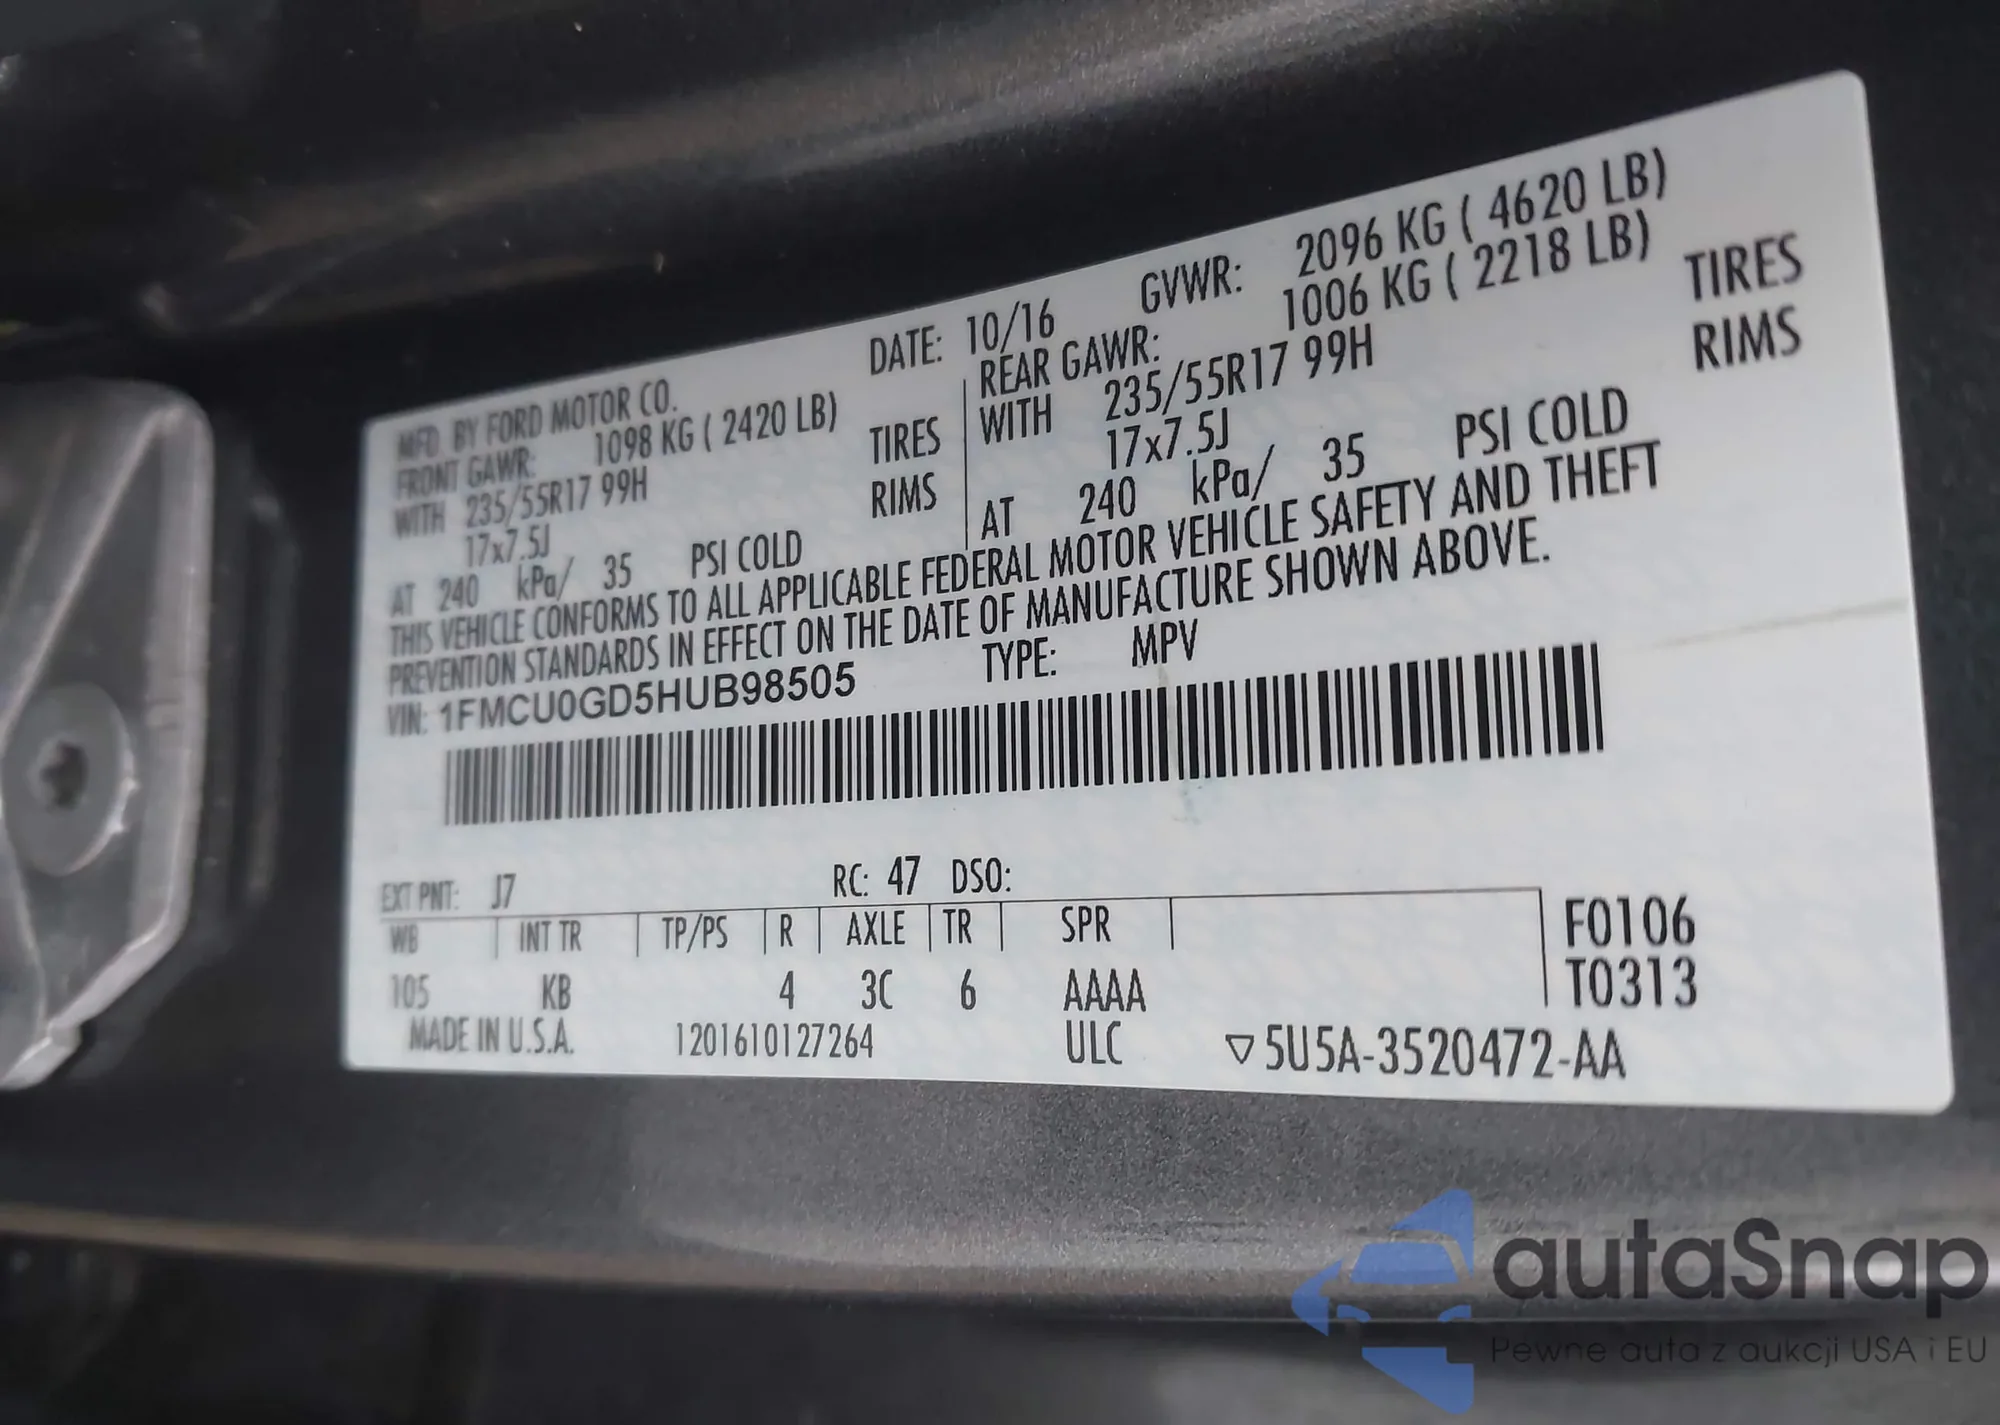 MFD. BY FORD MOTOR CO. DATE: 10/16 GVWR: 2096 KG ( 4620 LB)
FRONT GAWR: 1098 KG ( 2420 LB) REAR GAWR: 1006 KG ( 2218 LB)
WITH 235/55R17 99H TIRES WITH 235/55R17 99H TIRES
17x7.5J RIMS 17x7.5J RIMS
AT 240 kPa/ 35 PSI COLD AT 240 kPa/ 35 PSI COLD
THIS VEHICLE CONFORMS TO ALL APPLICABLE FEDERAL MOTOR VEHICLE SAFETY AND THEFT
PREVENTION STANDARDS IN EFFECT ON THE DATE OF MANUFACTURE SHOWN ABOVE.
VIN: 1FMCU0GD5HUB98505 TYPE: MPV
EXT PNT: J7 RC: 47 DSO:
WB INT TR TP/PS R AXLE TR SPR F0106
105 KB 4 3C 6 AAAA T0313
MADE IN U.S.A. 1201610127264 ULC ▽5U5A-3520472-AA
autaSnap
Pewne auta z aukcji USA i EU